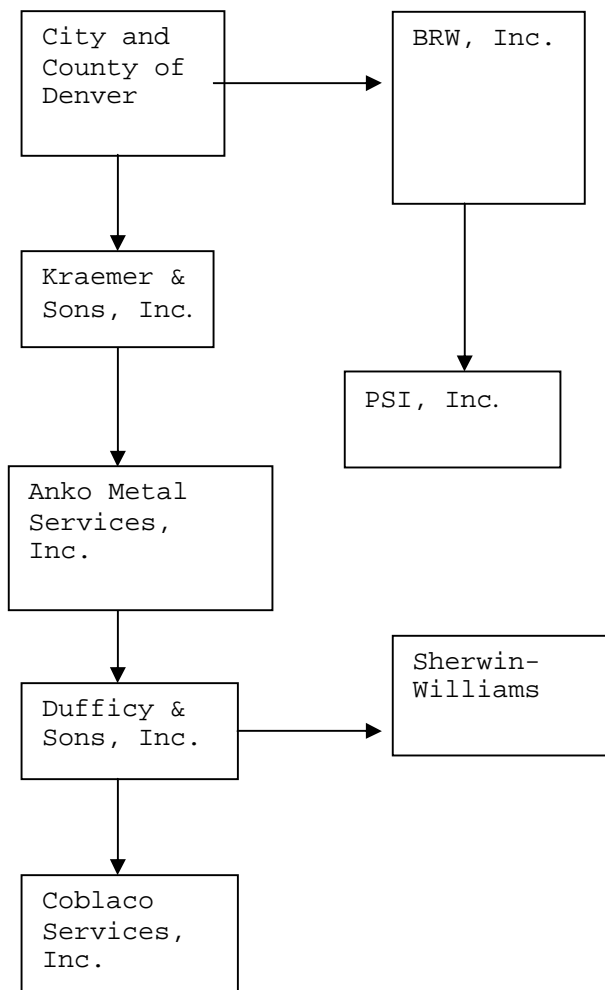 City and
County of
Denver
BRW, Inc.
Kraemer &
Sons, Inc.
PSI, Inc.
Anko Metal
Services,
Inc.
Sherwin-
Williams
Dufficy &
Sons, Inc.
Coblaco
Services,
Inc.